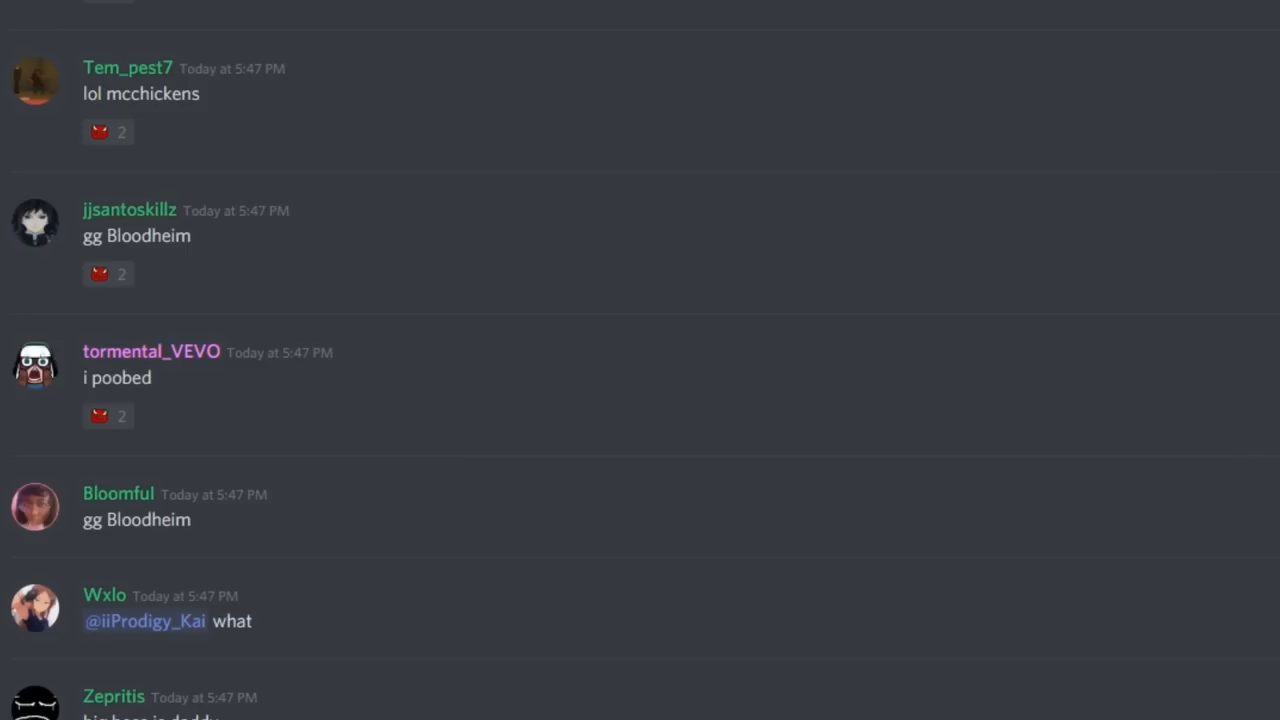 Tem_pest7 Today at 5:47 PM
lol mcchickens
2
jjsantoskillz Today at 5:47 PM
gg Bloodheim
2
tormental_VEVO Today at 5:47 PM
i poobed
2
Bloomful Today at 5:47 PM
gg Bloodheim
Wxlo Today at 5:47 PM
@iiProdigy_Kai what
Zepritis Today at 5:47 PM